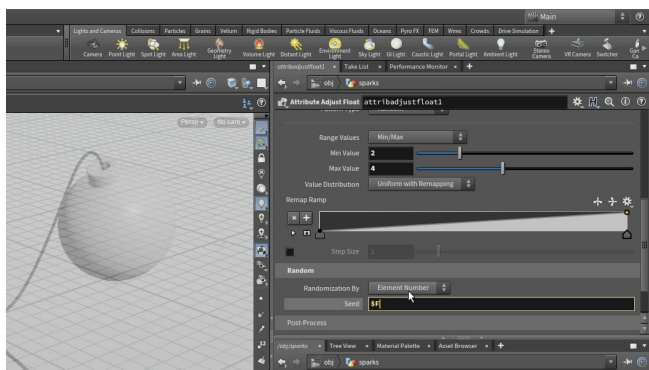 Main
Lights and Cameras Collisions Particles Grains Vellum Rigid Bodies Particle Fluids Viscous Fluids Oceans Pyro FX FEM Wires Crowds Drive Simulation
Camera Point Light Spot Light Area Light Geometry Light Volume Light Distant Light Environment Light Sky Light GI Light Caustic Light Portal Light Ambient Light Stereo Camera VR Camera Switcher
attribadjustfloat1 Take List Performance Monitor
obj sparks
Attribute Adjust Float attribadjustfloat1
Persp No cam
Range Values Min/Max
Min Value 2
Max Value 4
Value Distribution Uniform with Remapping
Remap Ramp
Step Size
Random
Randomization By Element Number
Seed $F
Post-Process
/obj/sparks Tree View Material Palette Asset Browser
obj sparks